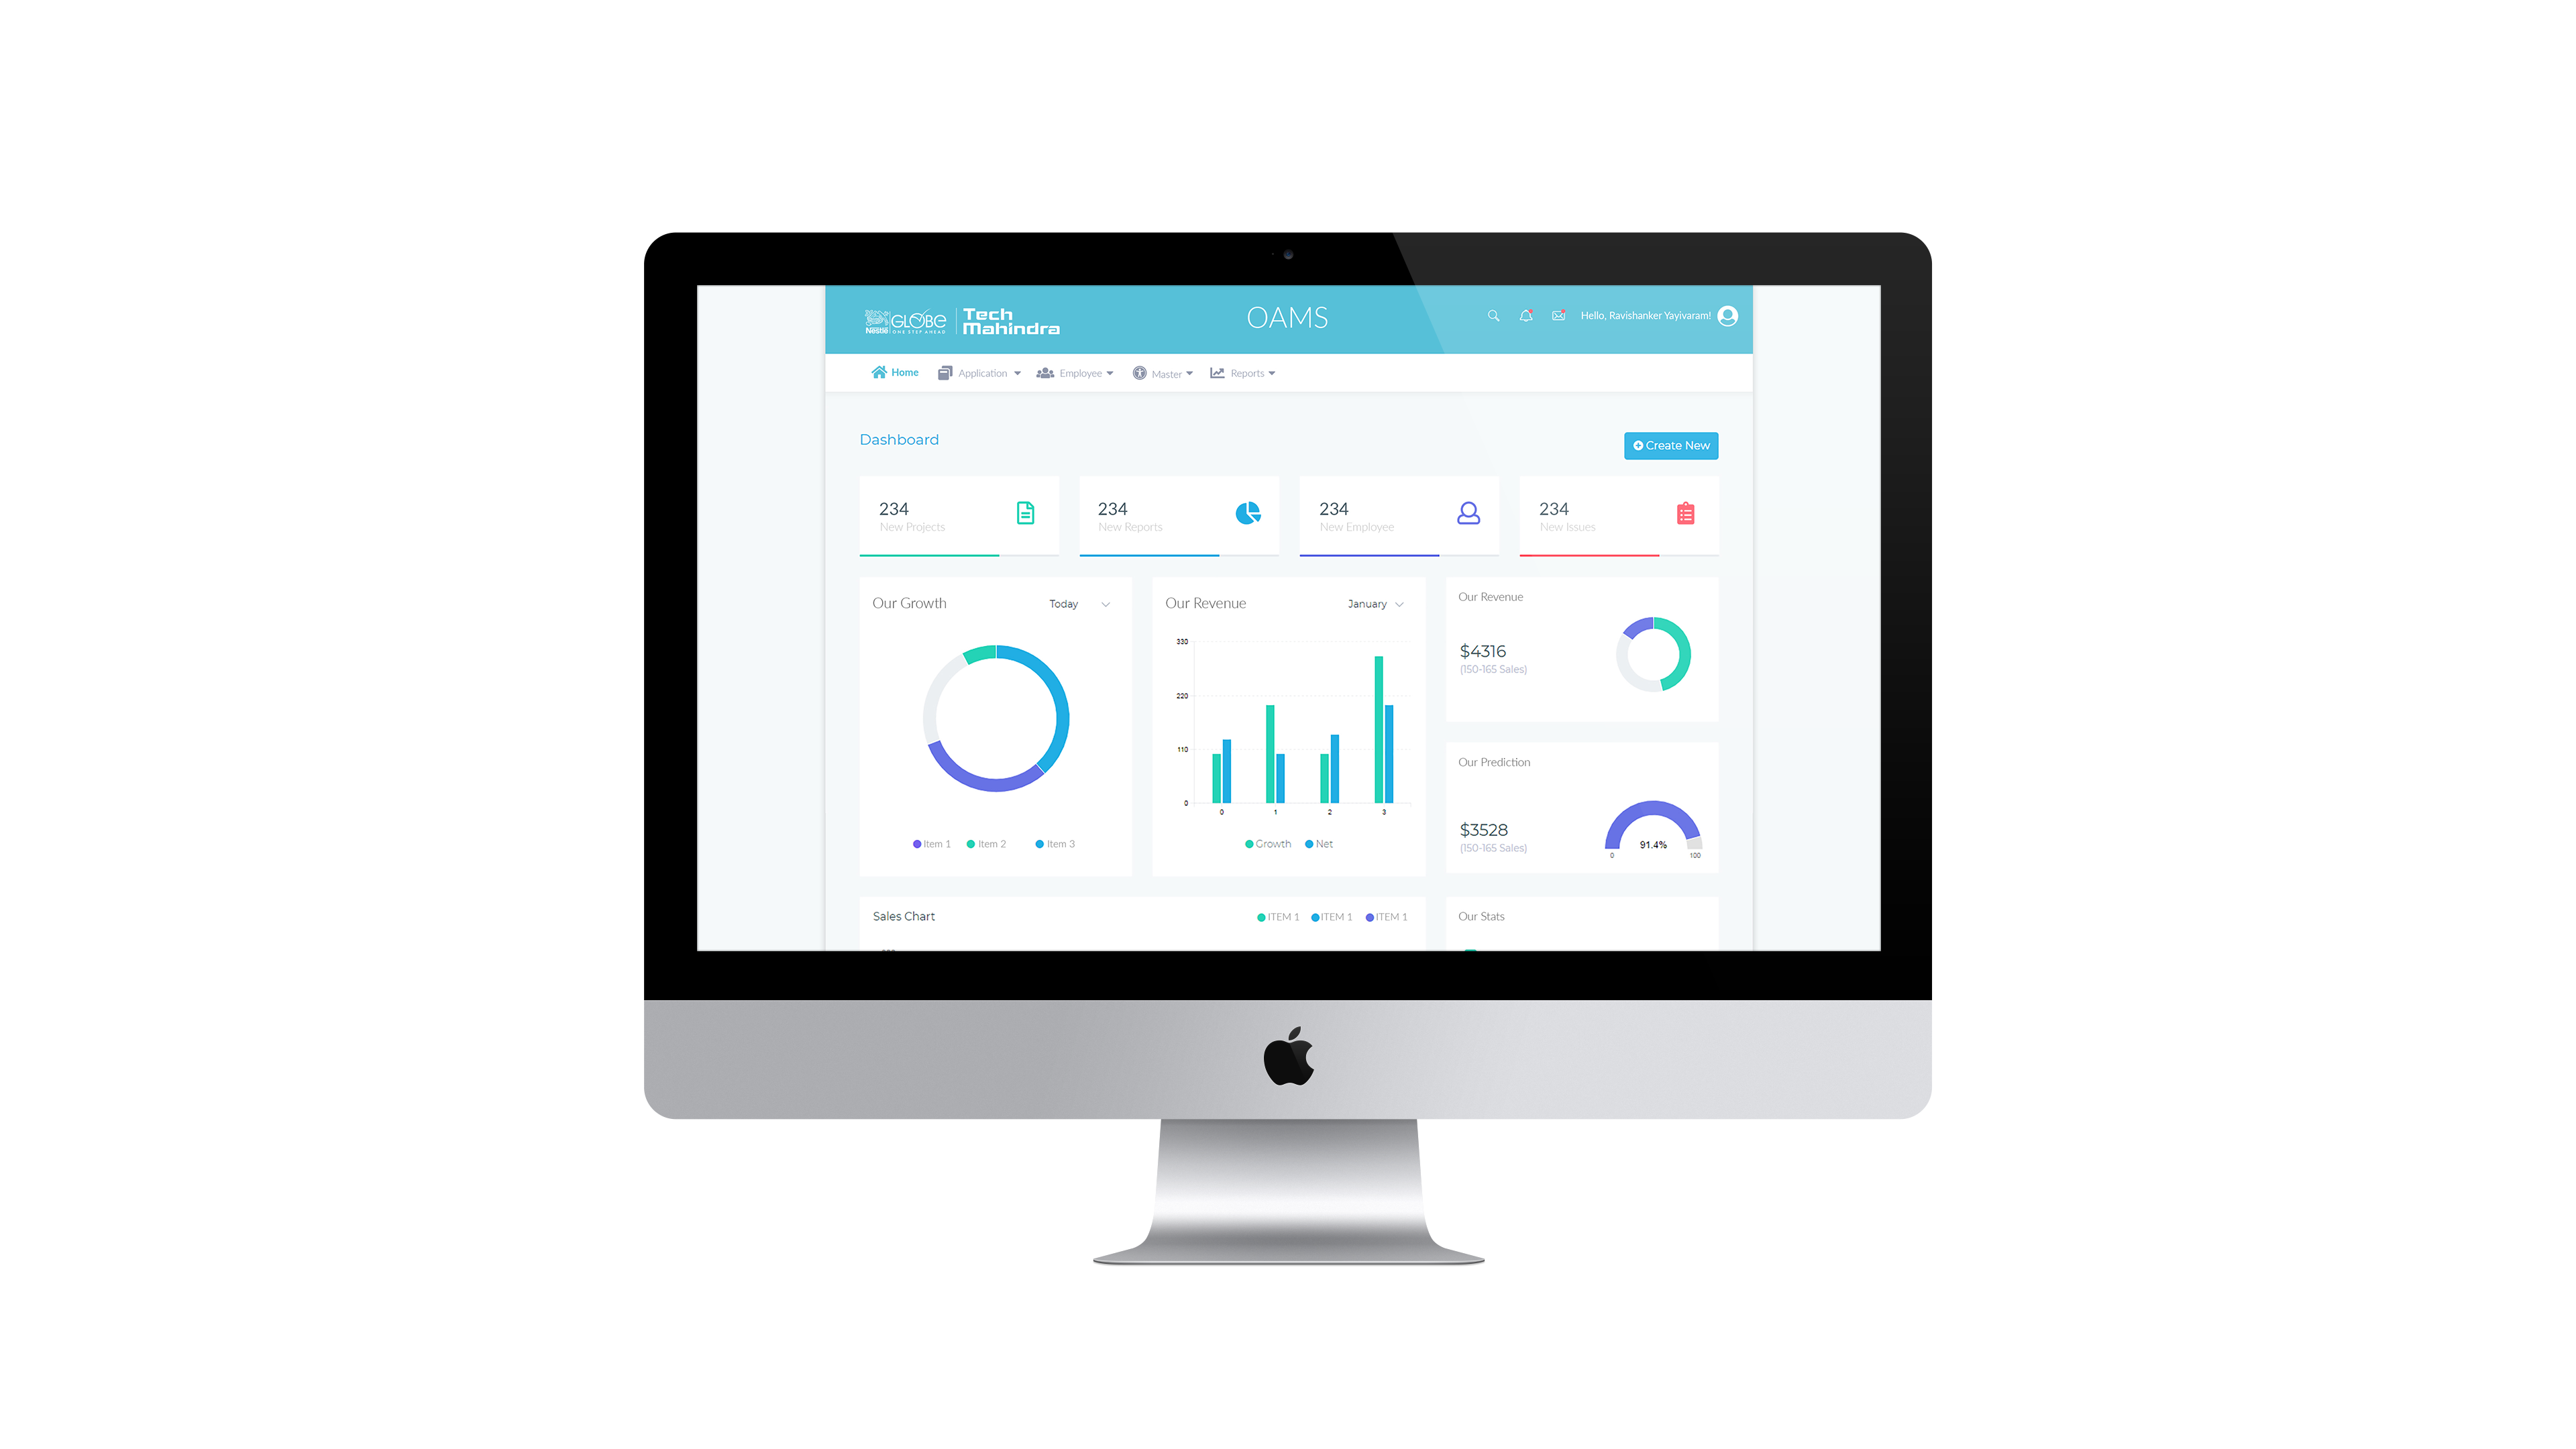 Nestlé GLOBE ONE STEP AHEAD Tech Mahindra
OAMS
Hello, Ravishanker Yayivaram!
Home Application Employee Master Reports
Dashboard
Create New
234
New Projects
234
New Reports
234
New Employee
234
New Issues
Our Growth
Today
Item 1 Item 2 Item 3
Our Revenue
January
330
220
110
0
0 1 2 3
Growth Net
Our Revenue
$4316
(150-165 Sales)
Our Prediction
$3528
(150-165 Sales)
91.4%
0 100
Sales Chart
ITEM 1 ITEM 1 ITEM 1
Our Stats